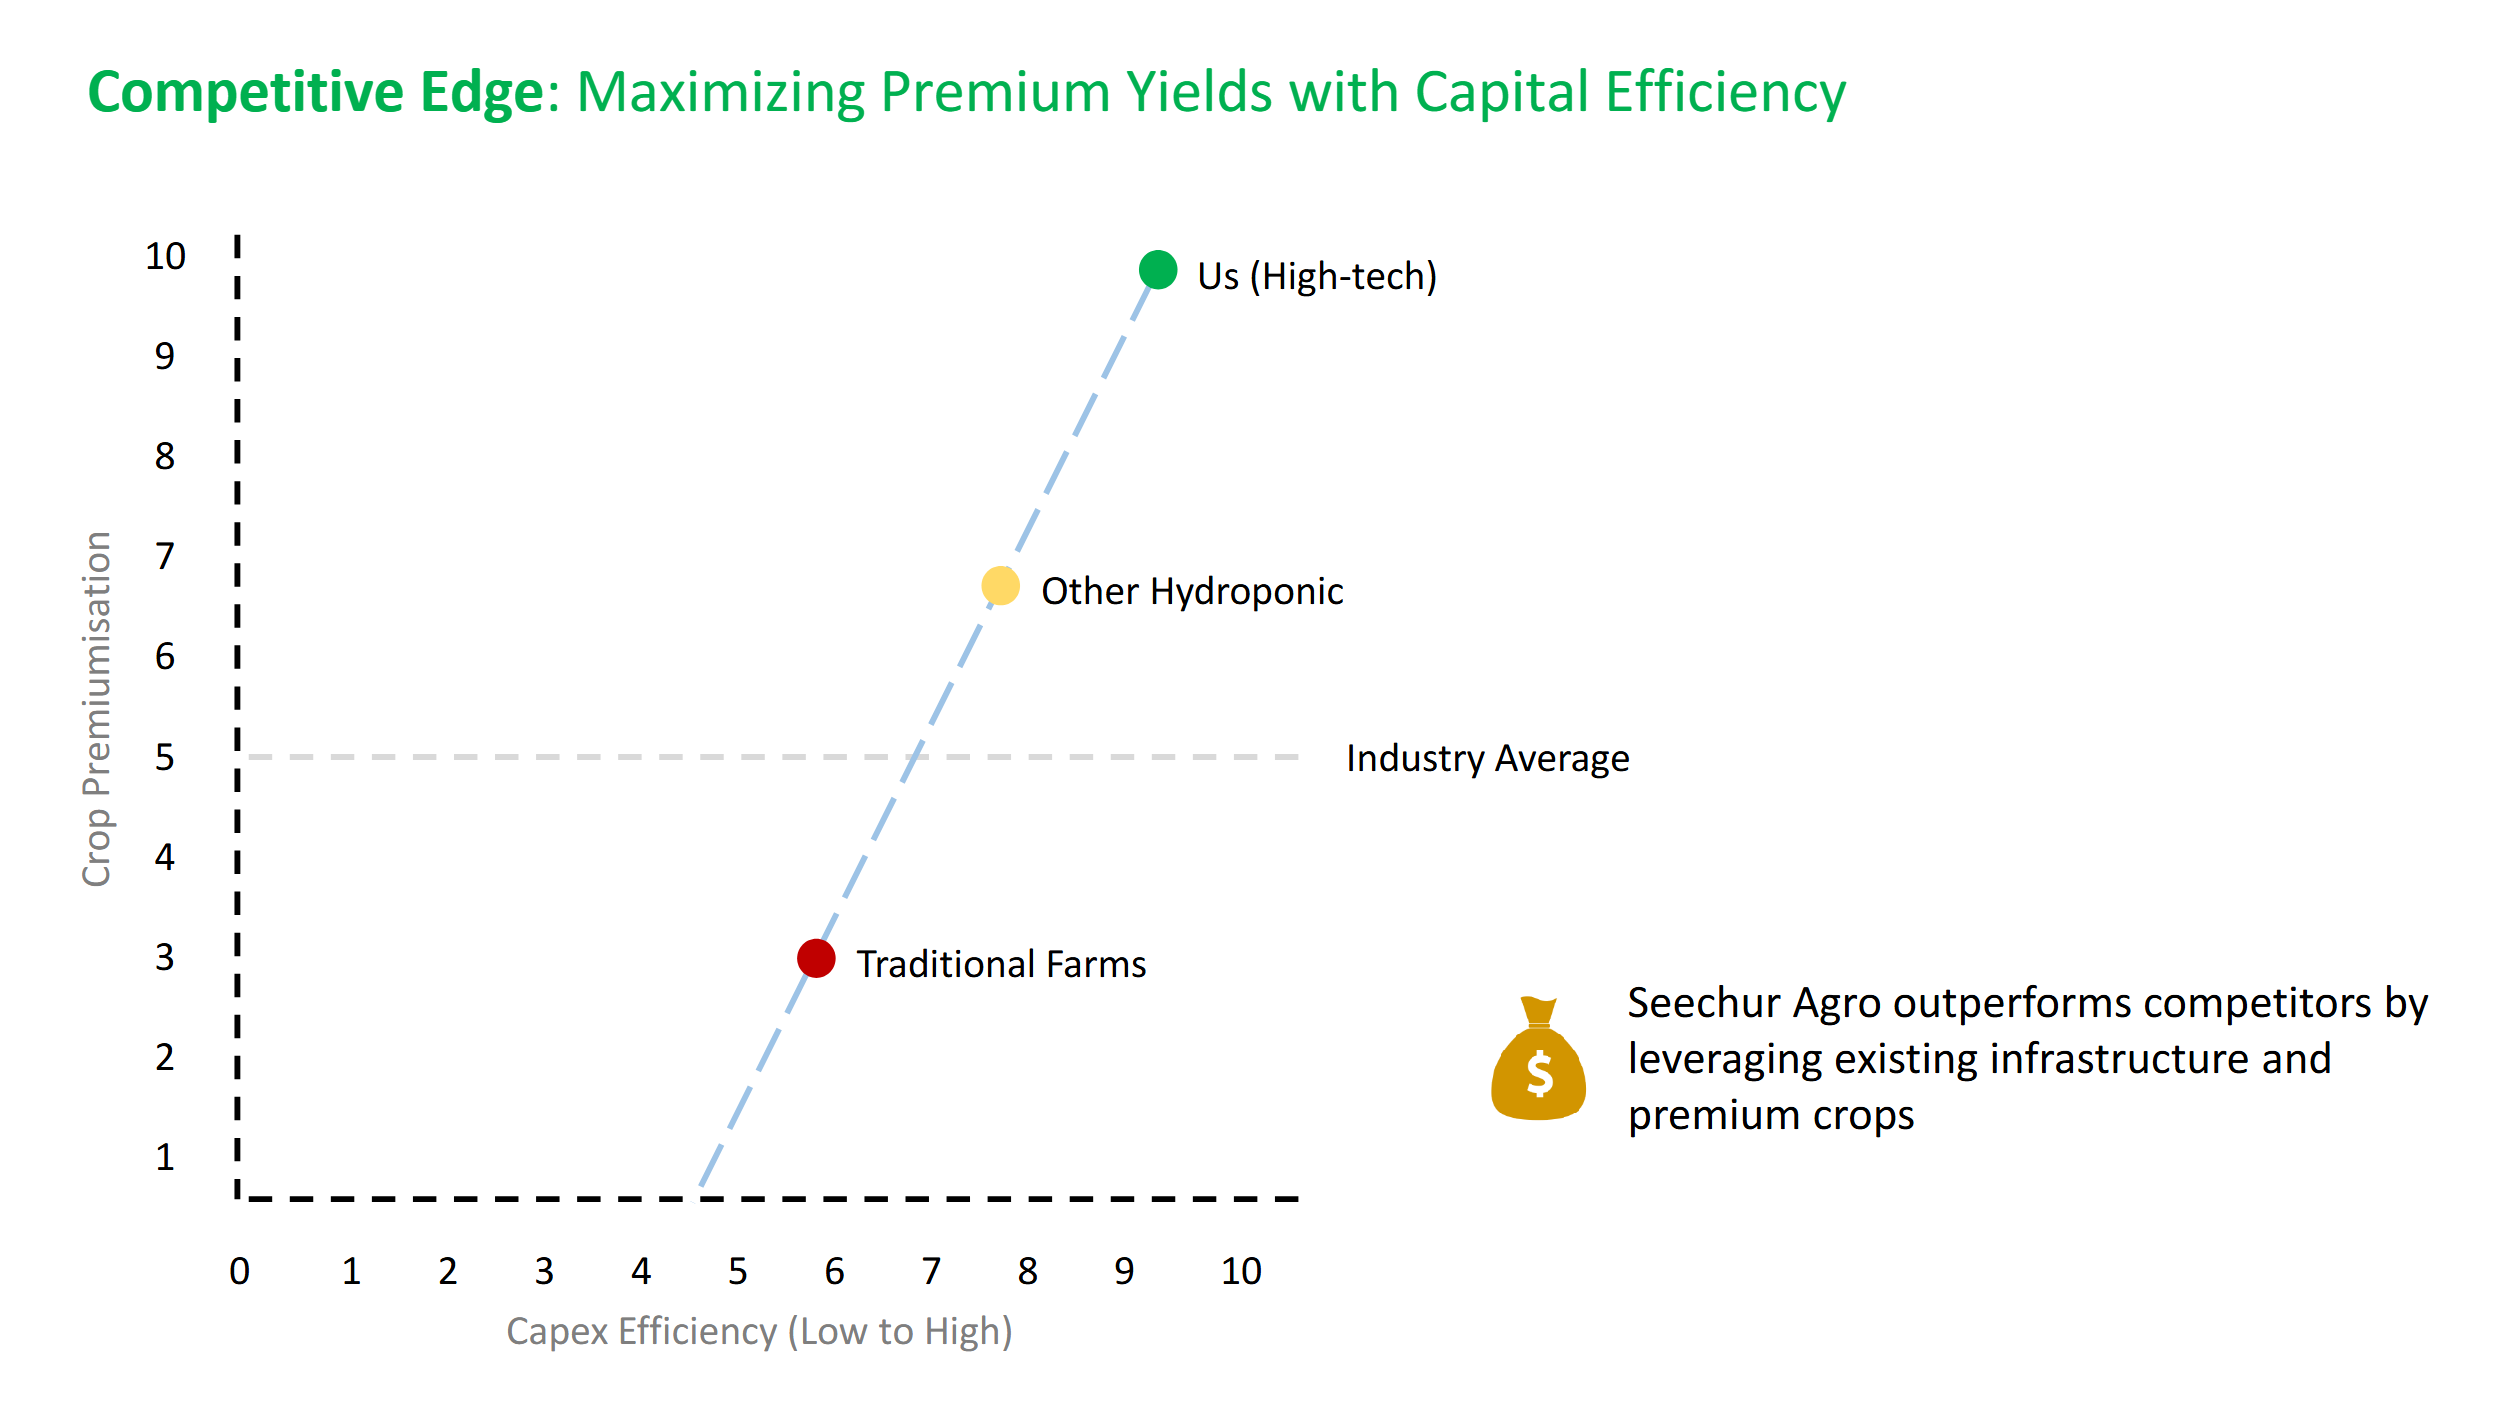 Competitive Edge: Maximizing Premium Yields with Capital Efficiency
10
9
8
7
6
5
4
3
2
1
Crop Premiumisation
Us (High-tech)
Other Hydroponic
Industry Average
Traditional Farms
0 1 2 3 4 5 6 7 8 9 10
Capex Efficiency (Low to High)
$
Seechur Agro outperforms competitors by
leveraging existing infrastructure and
premium crops